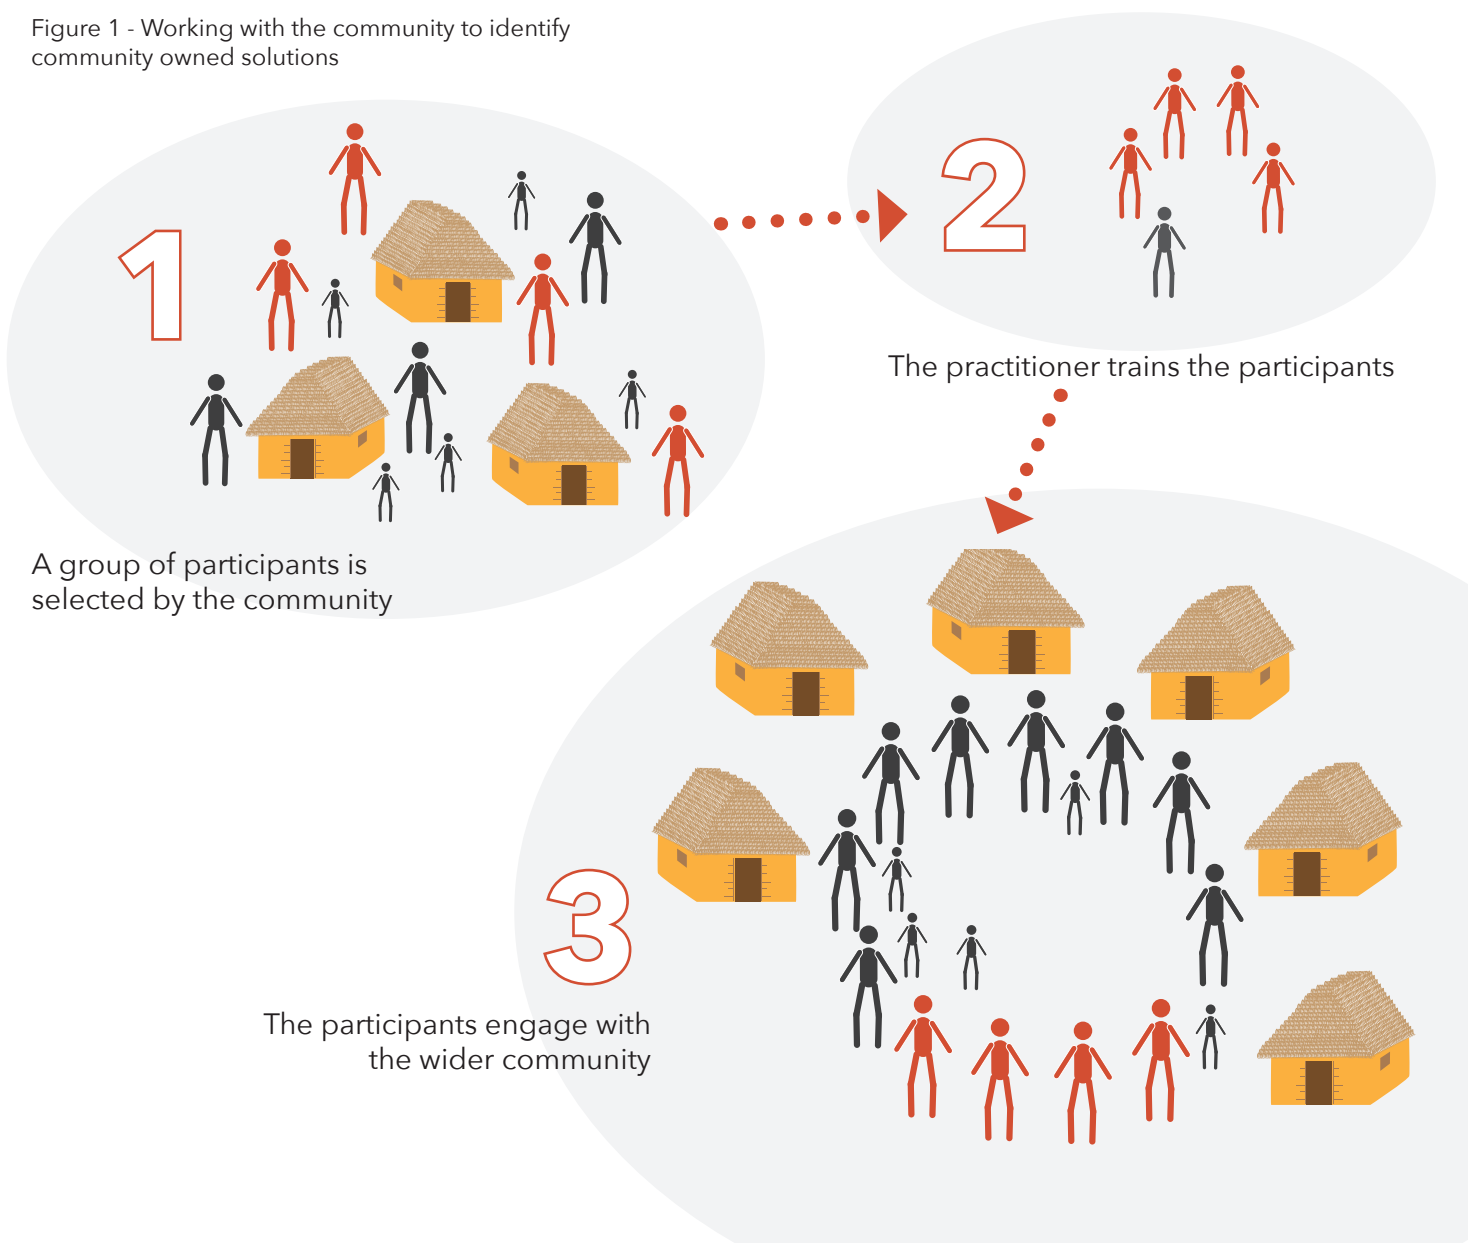 Figure 1 - Working with the community to identify
community owned solutions
1
A group of participants is
selected by the community
2
The practitioner trains the participants
3
The participants engage with
the wider community